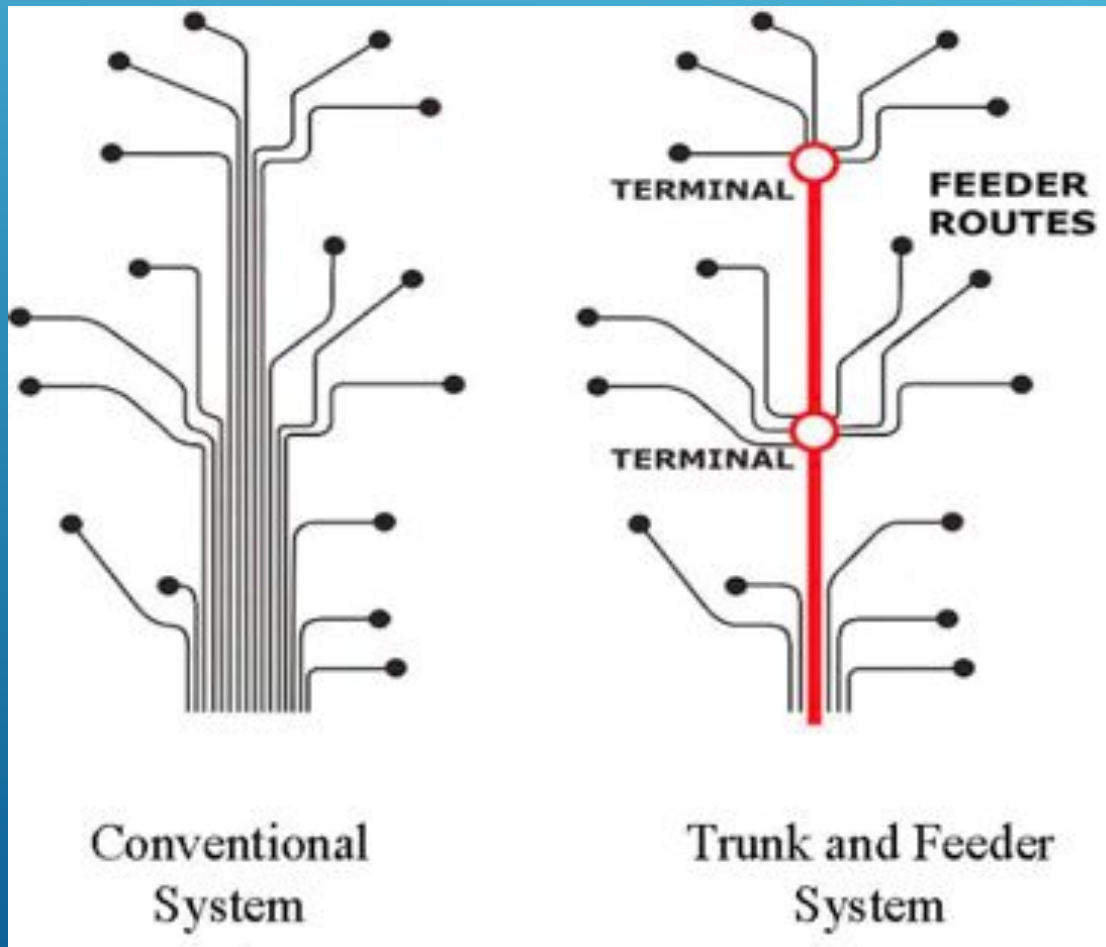 TERMINAL
FEEDER
ROUTES
TERMINAL
Conventional
System
Trunk and Feeder
System